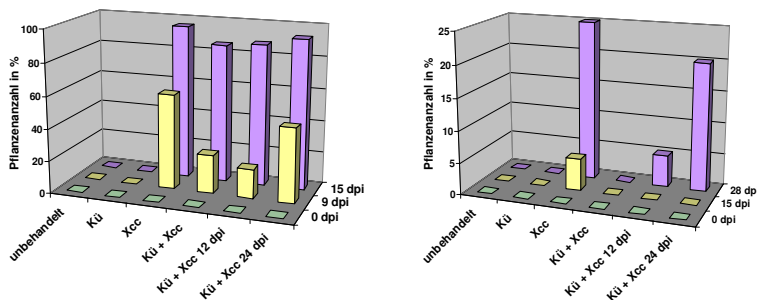 Pflanzenanzahl in %
100
80
60
40
20
0
unbehandelt
Kü
Xcc
Kü + Xcc
Kü + Xcc 12 dpi
Kü + Xcc 24 dpi
15 dpi
9 dpi
0 dpi
Pflanzenanzahl in %
25
20
15
10
5
0
unbehandelt
Kü
Xcc
Kü + Xcc
Kü + Xcc 12 dpi
Kü + Xcc 24 dpi
28 dp
15 dpi
0 dpi